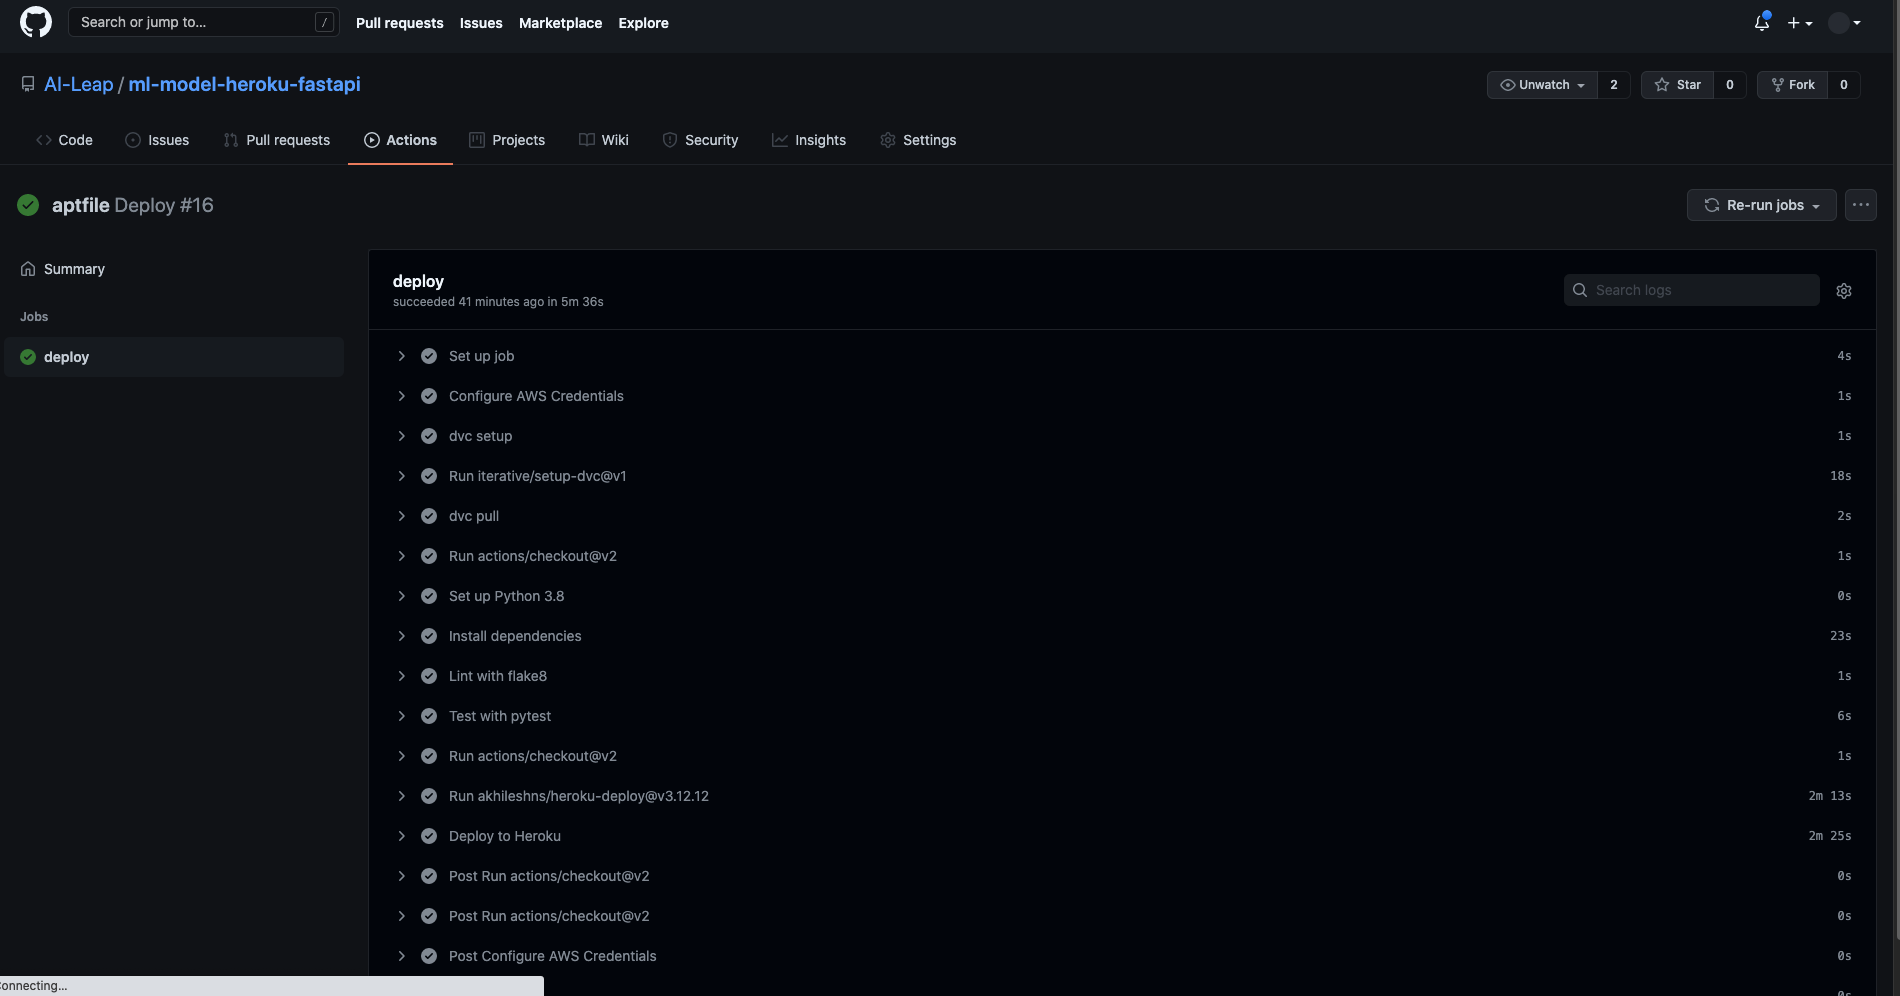 Search or jump to... /
Pull requests Issues Marketplace Explore
AI-Leap / ml-model-heroku-fastapi
Unwatch 2 Star 0 Fork 0
Code Issues Pull requests Actions Projects Wiki Security Insights Settings
aptfile Deploy #16
Re-run jobs
Summary
Jobs
deploy
deploy
succeeded 41 minutes ago in 5m 36s
Search logs
Set up job 4s
Configure AWS Credentials 1s
dvc setup 1s
Run iterative/setup-dvc@v1 18s
dvc pull 2s
Run actions/checkout@v2 1s
Set up Python 3.8 0s
Install dependencies 23s
Lint with flake8 1s
Test with pytest 6s
Run actions/checkout@v2 1s
Run akhileshns/heroku-deploy@v3.12.12 2m 13s
Deploy to Heroku 2m 25s
Post Run actions/checkout@v2 0s
Post Run actions/checkout@v2 0s
Post Configure AWS Credentials 0s
onnecting...
0s